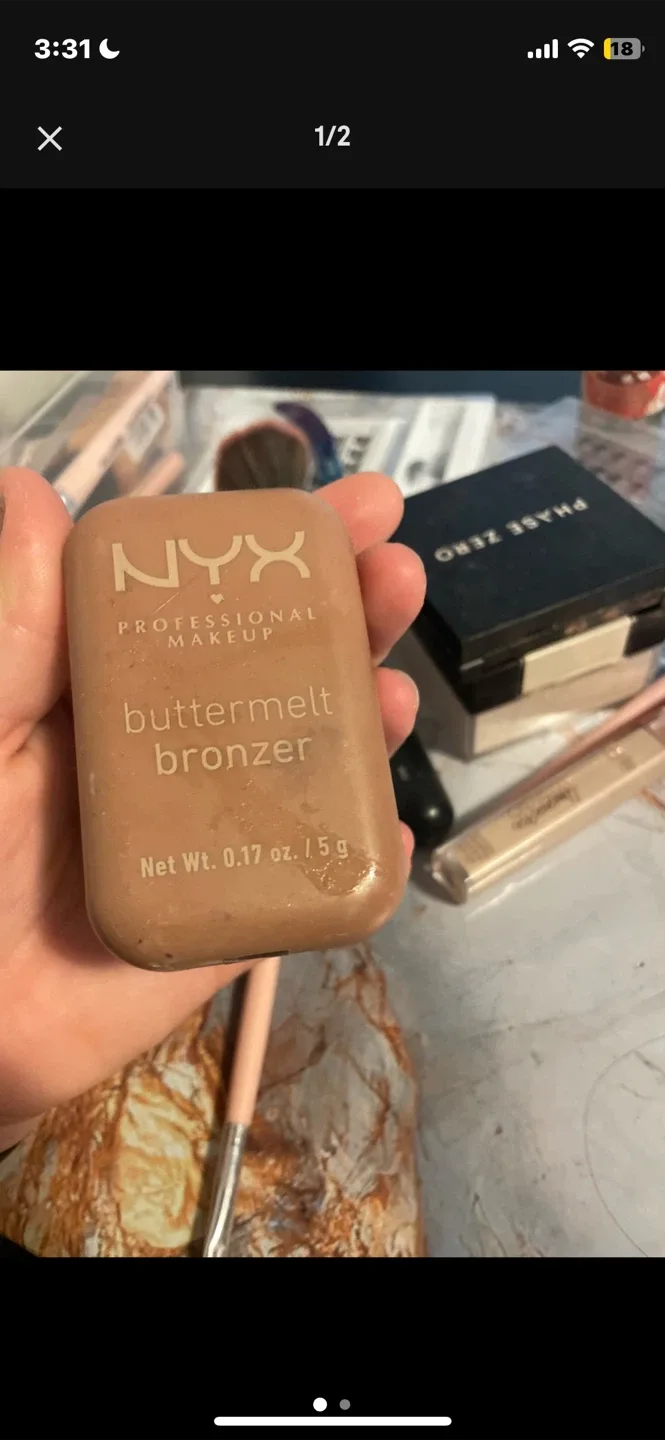 3:31
18
1/2
NYX
PROFESSIONAL
MAKEUP
buttermelt
bronzer
Net Wt. 0.17 oz. / 5 g
PHASE ZERO